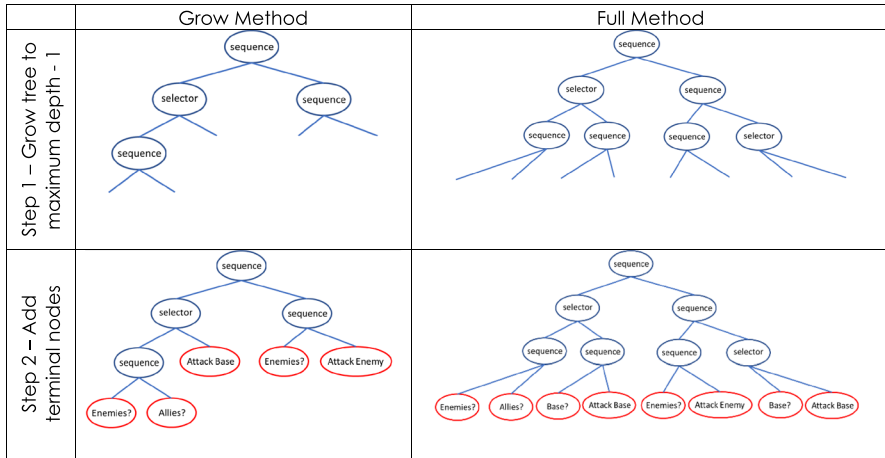 Grow Method
Full Method
Step 1 – Grow tree to
maximum depth - 1
sequence
selector
sequence
sequence
sequence
selector
sequence
sequence
sequence
sequence
selector
Step 2 – Add
terminal nodes
sequence
selector
sequence
sequence
Attack Base
Enemies?
Attack Enemy
Enemies?
Allies?
sequence
selector
sequence
sequence
sequence
sequence
selector
Enemies?
Allies?
Base?
Attack Base
Enemies?
Attack Enemy
Base?
Attack Base